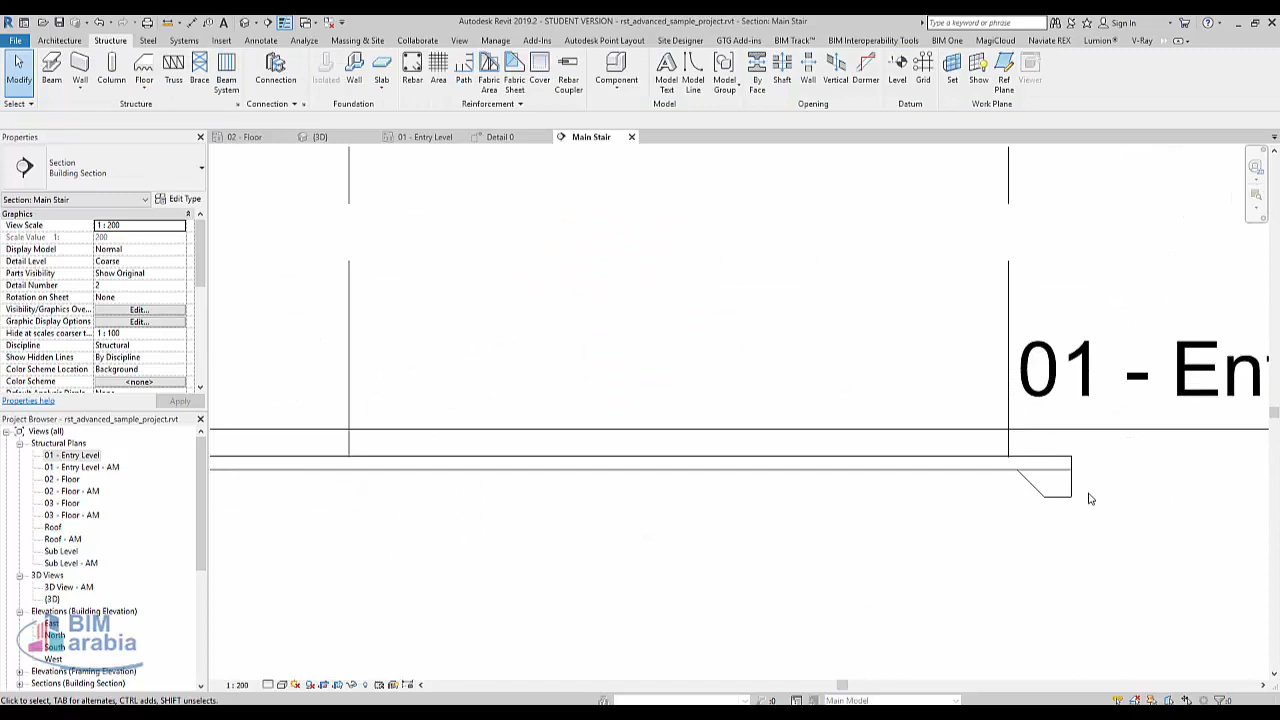 Autodesk Revit 2019.2 - STUDENT VERSION - rst_advanced_sample_project.rvt - Section: Main Stair
Type a keyword or phrase
Sign In
File Architecture Structure Steel Systems Insert Annotate Analyze Massing & Site Collaborate View Manage Add-Ins Autodesk Point Layout Site Designer GTG Add-ins BIM Track™ BIM Interoperability Tools BIM One MagiCloud Naviate REX Lumion® V-Ray
Modify Beam Wall Column Floor Truss Brace Beam System Connection Isolated Wall Slab Rebar Area Path Fabric Area Fabric Sheet Cover Rebar Coupler Component Model Text Model Line Model Group By Face Shaft Wall Vertical Dormer Level Grid Set Show Ref Plane Viewer
Select Structure Connection Foundation Reinforcement Model Opening Datum Work Plane
Properties
02 - Floor {3D} 01 - Entry Level Detail 0 Main Stair
Section
Building Section
Section: Main Stair Edit Type
Graphics
View Scale 1 : 200
Scale Value 1: 200
Display Model Normal
Detail Level Coarse
Parts Visibility Show Original
Detail Number 2
Rotation on Sheet None
Visibility/Graphics Ove... Edit...
Graphic Display Options Edit...
Hide at scales coarser t... 1 : 100
Discipline Structural
Show Hidden Lines By Discipline
Color Scheme Location Background
Color Scheme <none>
Properties help Apply
01 - Ent
Project Browser - rst_advanced_sample_project.rvt
Views (all)
Structural Plans
01 - Entry Level
01 - Entry Level - AM
02 - Floor
02 - Floor - AM
03 - Floor
03 - Floor - AM
Roof
Roof - AM
Sub Level
Sub Level - AM
3D Views
3D View - AM
{3D}
Elevations (Building Elevation)
East
North
South
West
BIM
arabia
Elevations (Framing Elevation)
Sections (Building Section)
1 : 200
Click to select, TAB for alternates, CTRL adds, SHIFT unselects.
:0
Main Model
:0